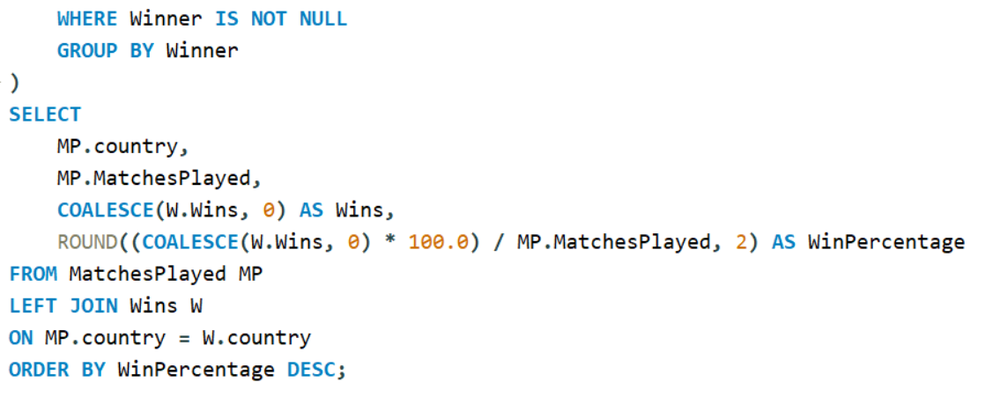 WHERE Winner IS NOT NULL
GROUP BY Winner
)
SELECT
MP.country,
MP.MatchesPlayed,
COALESCE(W.Wins, 0) AS Wins,
ROUND((COALESCE(W.Wins, 0) * 100.0) / MP.MatchesPlayed, 2) AS WinPercentage
FROM MatchesPlayed MP
LEFT JOIN Wins W
ON MP.country = W.country
ORDER BY WinPercentage DESC;